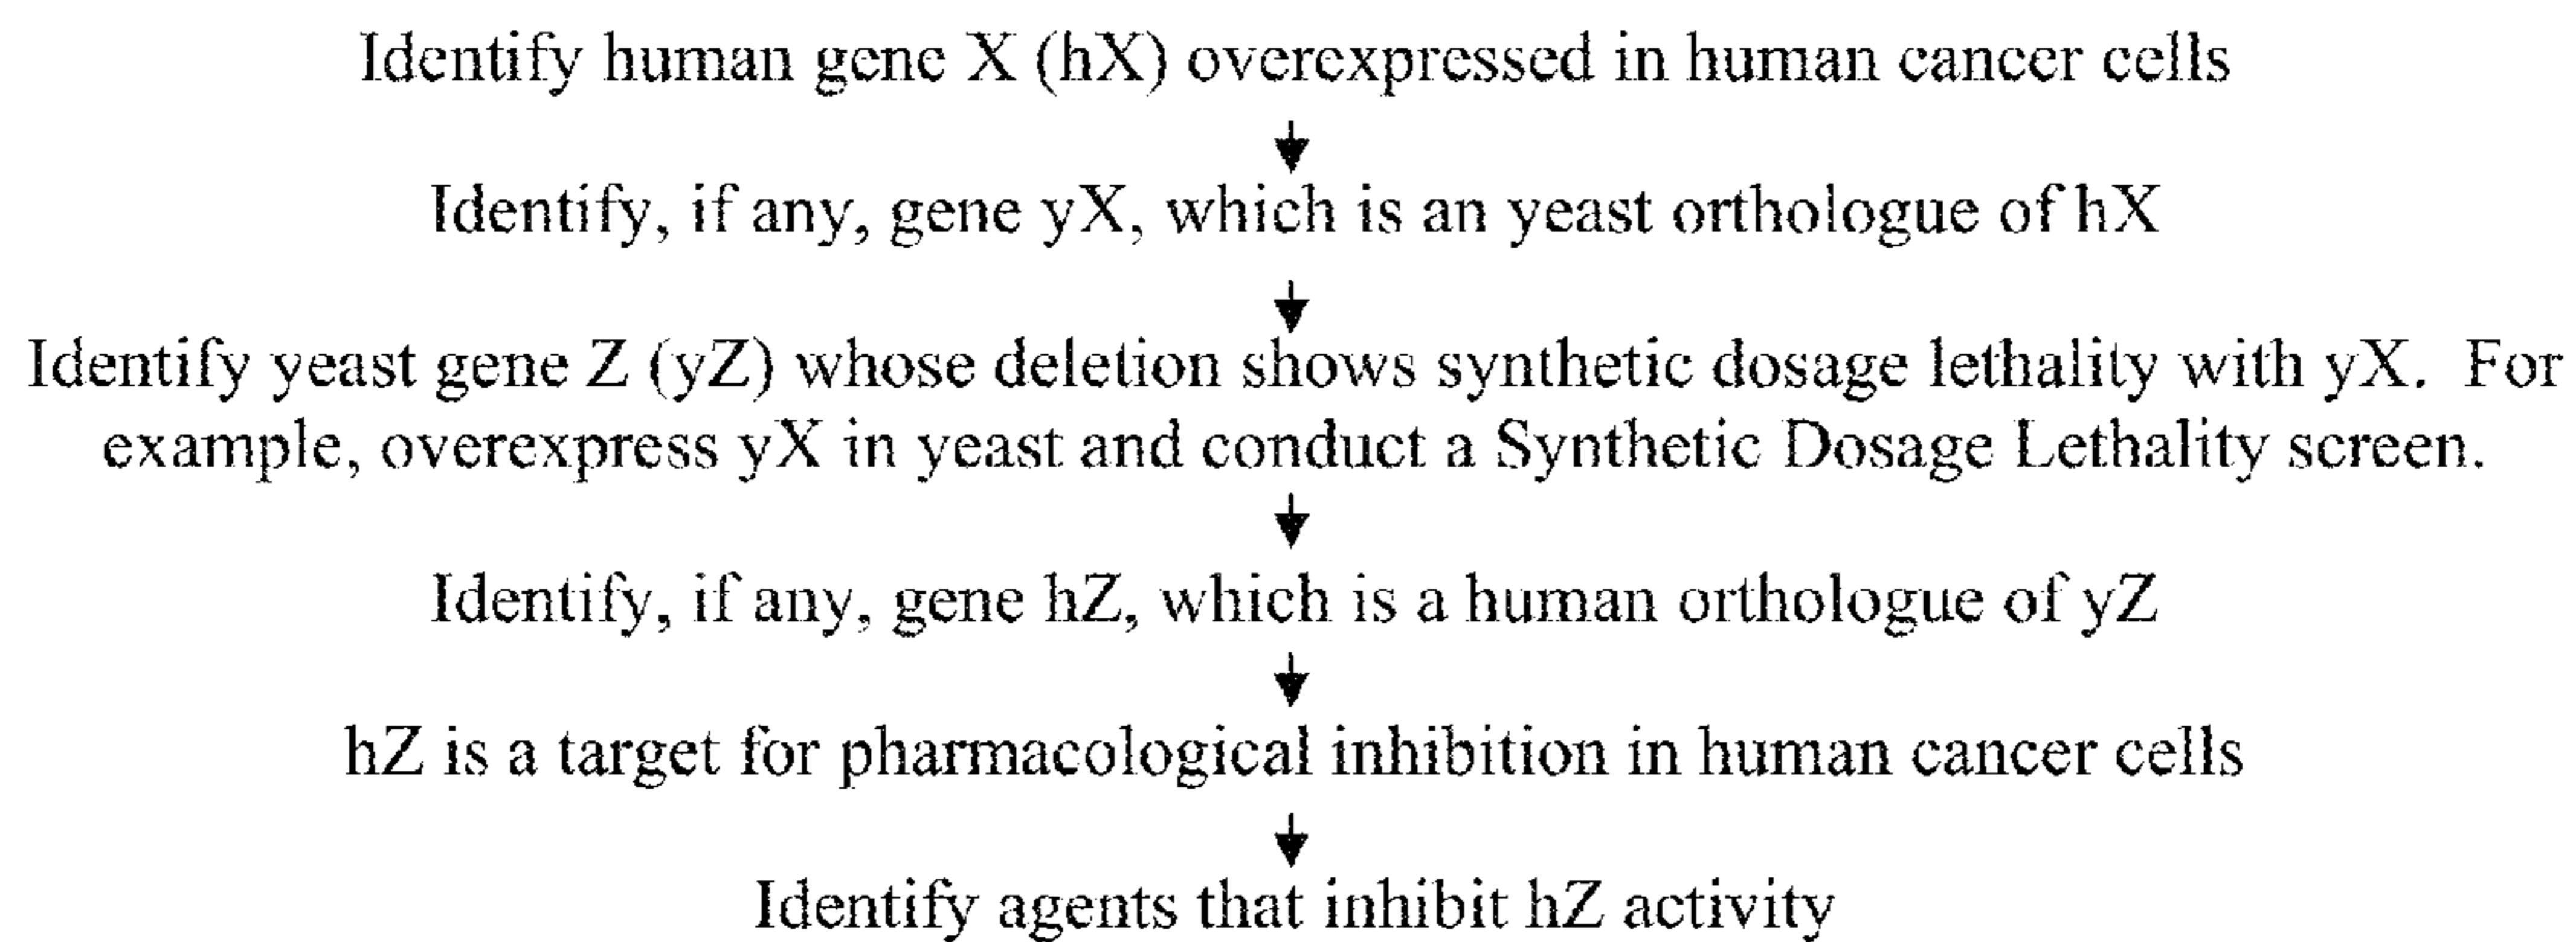 Identify human gene X (hX) overexpressed in human cancer cells
Identify, if any, gene yX, which is an yeast orthologue of hX
Identify yeast gene Z (yZ) whose deletion shows synthetic dosage lethality with yX. For
example, overexpress yX in yeast and conduct a Synthetic Dosage Lethality screen.
Identify, if any, gene hZ, which is a human orthologue of yZ
hZ is a target for pharmacological inhibition in human cancer cells
Identify agents that inhibit hZ activity